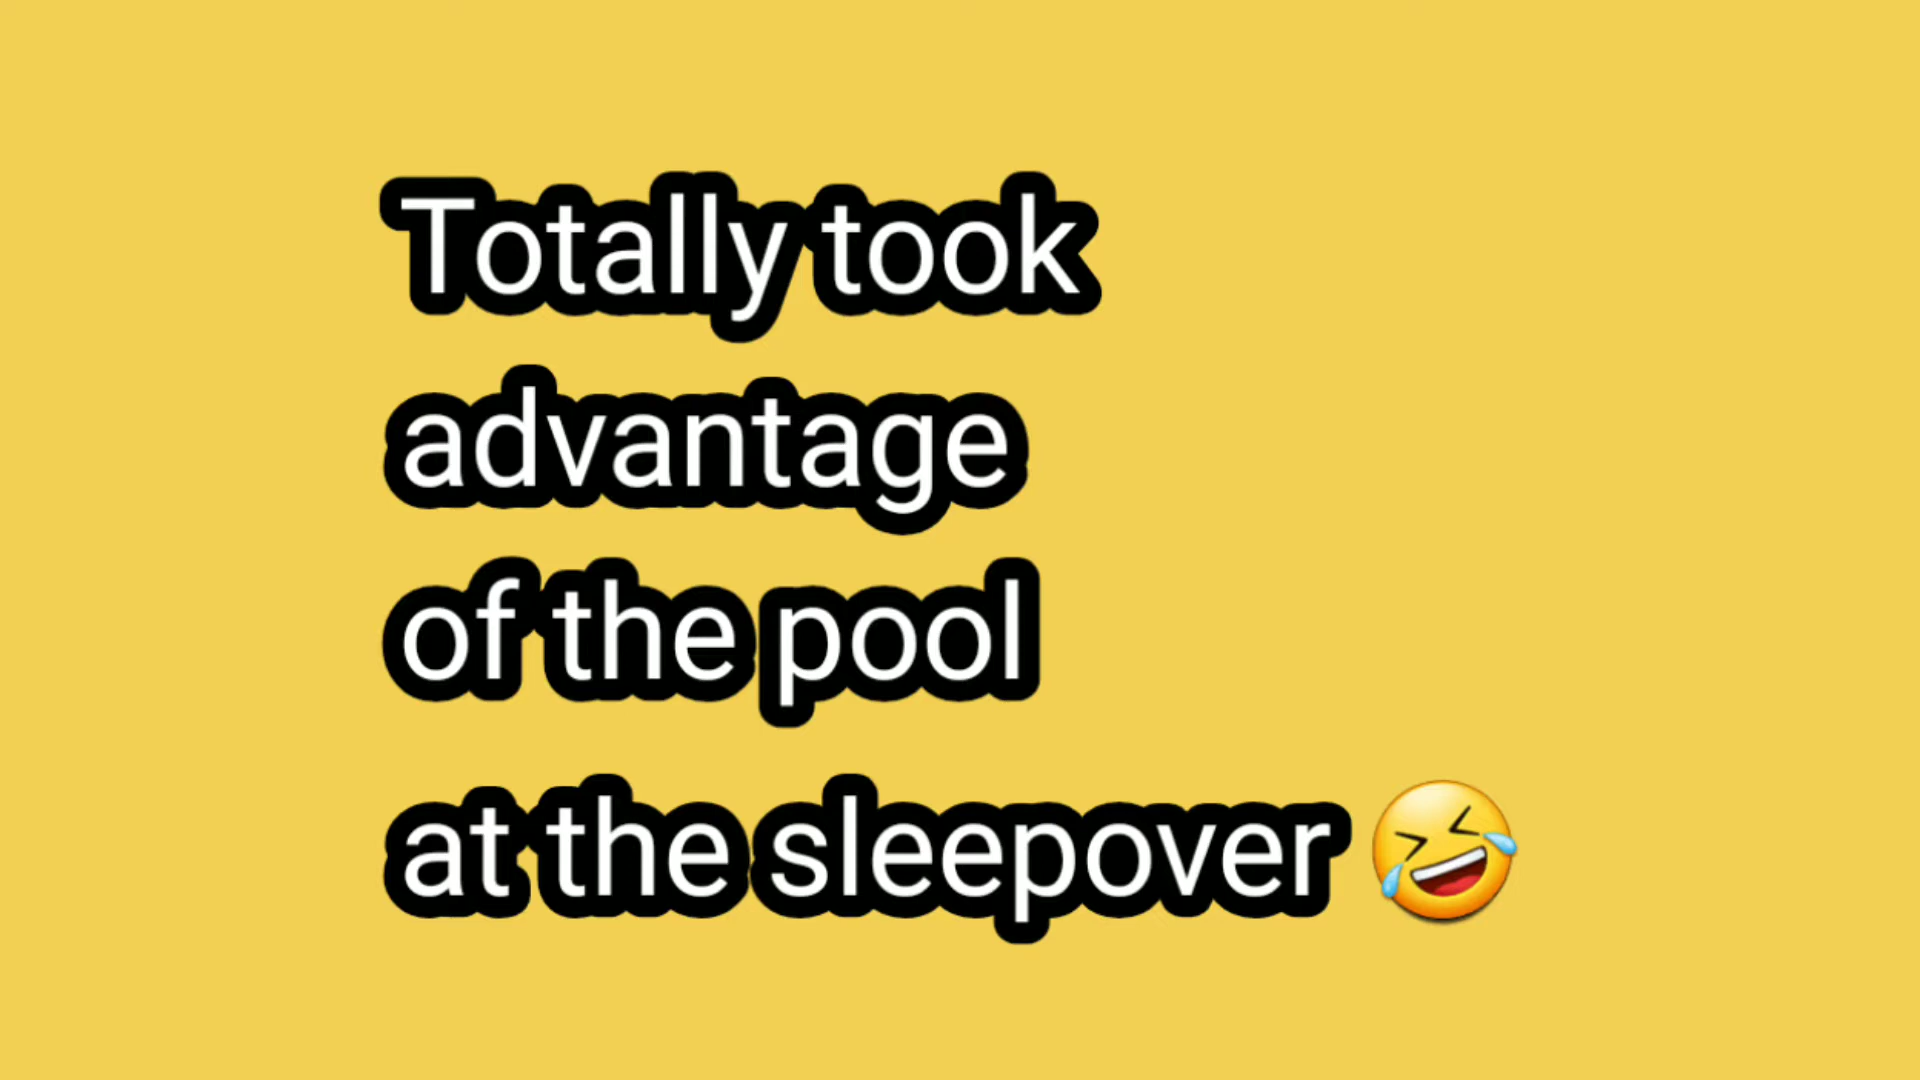 Totally took
advantage
of the pool
at the sleepover 🤣